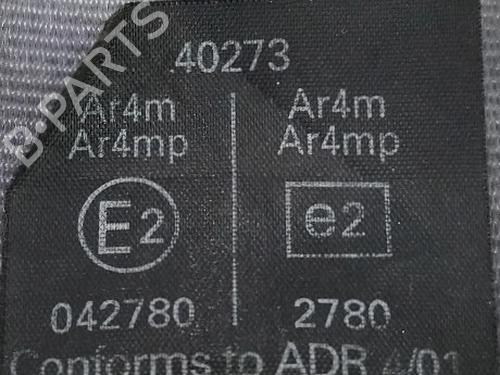 40273
Ar4m Ar4m
Ar4mp Ar4mp
E2 e2
042780 2780
Conforms to ADR 4/01
B-PARTS